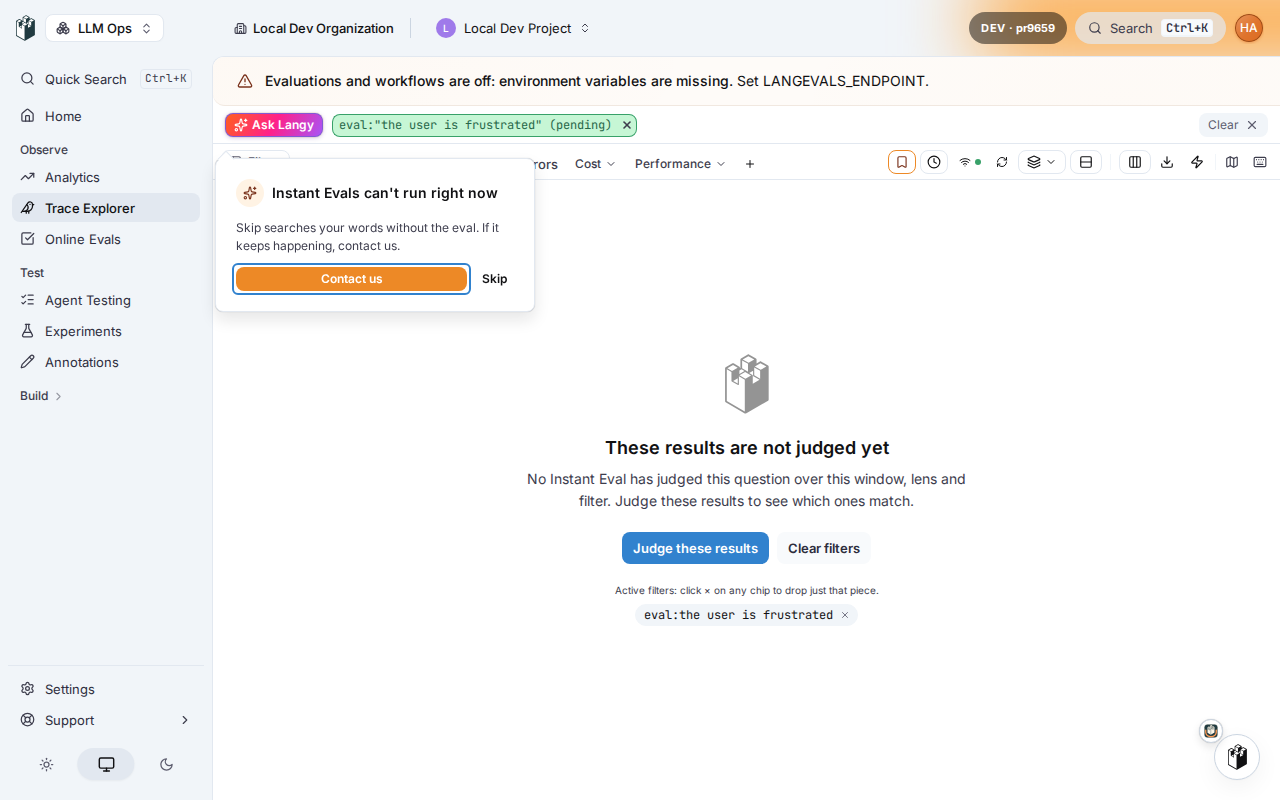 LLM Ops
Local Dev Organization
L
Local Dev Project
DEV · pr9659
Search Ctrl+K
HA
Quick Search Ctrl+K
Home
Observe
Analytics
Trace Explorer
Online Evals
Test
Agent Testing
Experiments
Annotations
Build
Settings
Support
Evaluations and workflows are off: environment variables are missing. Set LANGEVALS_ENDPOINT.
Ask Langy
eval:"the user is frustrated" (pending)
Clear
rors
Cost
Performance
Instant Evals can't run right now
Skip searches your words without the eval. If it
keeps happening, contact us.
Contact us
Skip
These results are not judged yet
No Instant Eval has judged this question over this window, lens and
filter. Judge these results to see which ones match.
Judge these results
Clear filters
Active filters: click × on any chip to drop just that piece.
eval:the user is frustrated ×